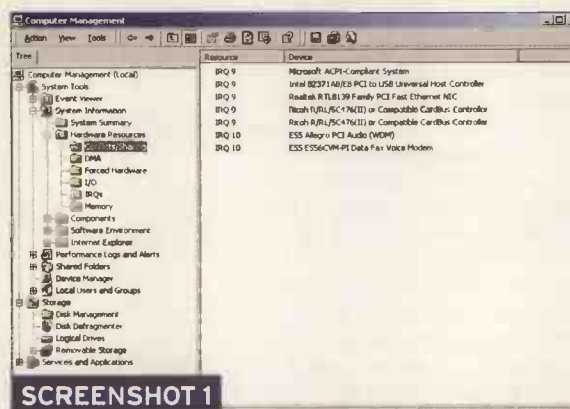 Computer Management
Action View Tools
Tree
Computer Management (Local)
System Tools
Event Viewer
System Information
System Summary
Hardware Resources
Conflicts/Sharing
DMA
Forced Hardware
I/O
IRQs
Memory
Components
Software Environment
Internet Explorer
Performance Logs and Alerts
Shared Folders
Device Manager
Local Users and Groups
Storage
Disk Management
Disk Defragmenter
Logical Drives
Removable Storage
Services and Applications
Resource Device
IRQ 9 Microsoft ACPI-Compliant System
IRQ 9 Intel 82371AB/EB PCI to USB Universal Host Controller
IRQ 9 Realtek RTL8139 Family PCI Fast Ethernet NIC
IRQ 9 Ricoh R/RL/5C476(II) or Compatible CardBus Controller
IRQ 9 Ricoh R/RL/5C476(II) or Compatible CardBus Controller
IRQ 10 ESS Allegro PCI Audio (WDM)
IRQ 10 ESS ES56CVM-PI Data Fax Voice Modem
SCREENSHOT 1